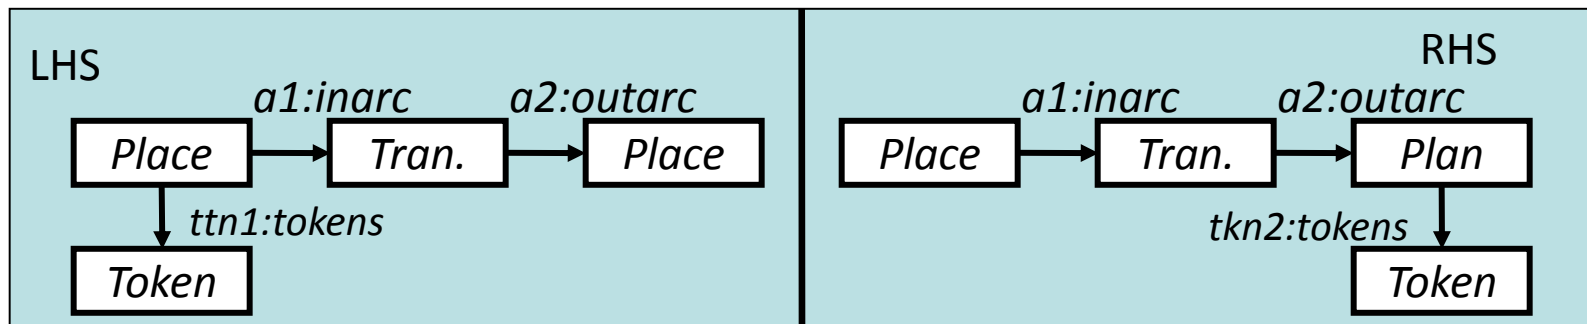 LHS
a1:inarc
a2:outarc
Place
Tran.
Place
ttn1:tokens
Token
RHS
a1:inarc
a2:outarc
Place
Tran.
Plan
tkn2:tokens
Token